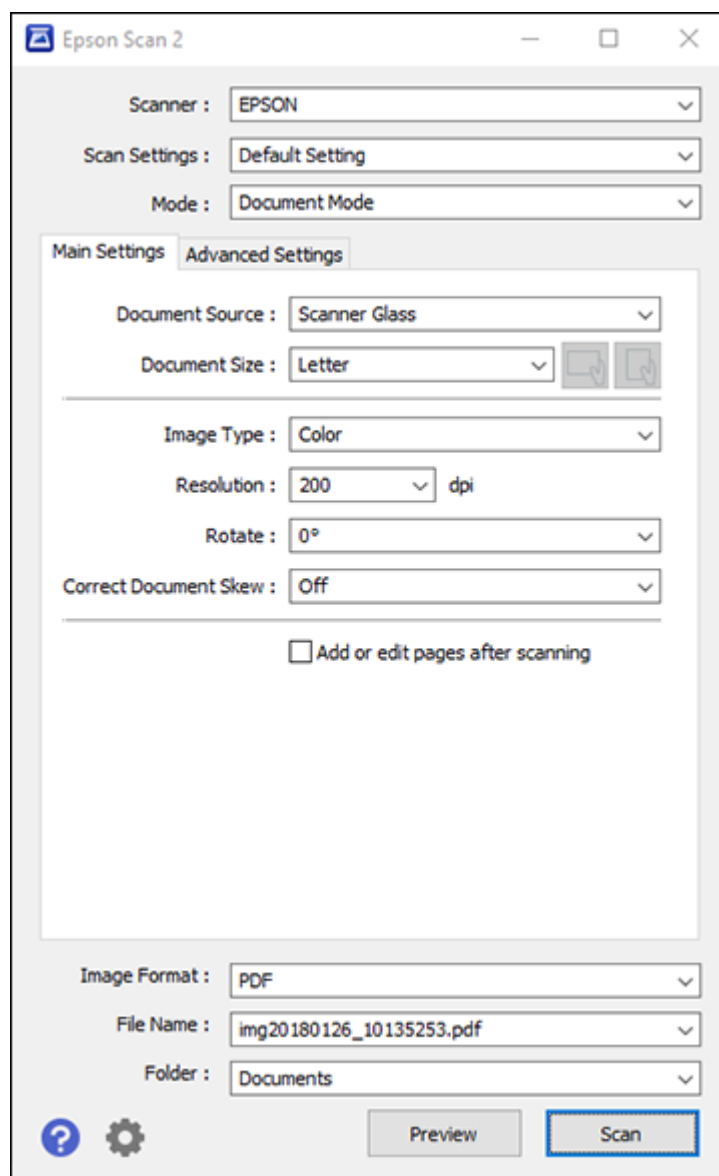 Epson Scan 2
Scanner : EPSON
Scan Settings : Default Setting
Mode : Document Mode
Main Settings Advanced Settings
Document Source : Scanner Glass
Document Size : Letter
Image Type : Color
Resolution : 200 dpi
Rotate : 0°
Correct Document Skew : Off
Add or edit pages after scanning
Image Format : PDF
File Name : img20180126_10135253.pdf
Folder : Documents
? Preview Scan